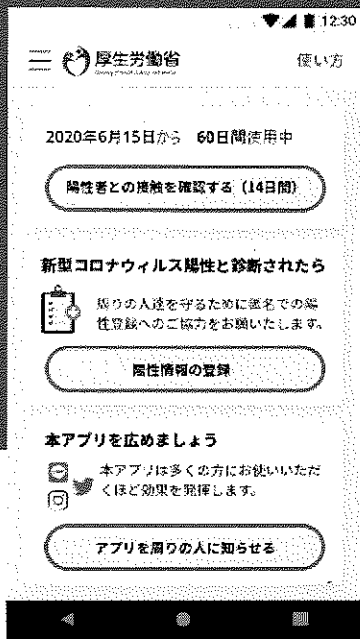 12:30
厚生労働省
使い方
2020年6月15日から 60日間使用中
陽性者との接触を確認する（14日間）
新型コロナウィルス陽性と診断されたら
周りの人達を守るために匿名での陽
性登録へのご協力をお願いたします。
陽性情報の登録
本アプリを広めましょう
本アプリは多くの方にお使いいただ
くほど効果を発揮します。
アプリを周りの人に知らせる